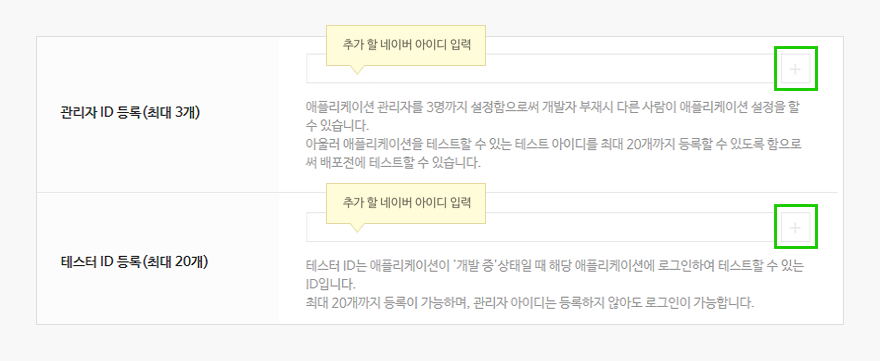 추가 할 네이버 아이디 입력
관리자 ID 등록(최대 3개)
애플리케이션 관리자를 3명까지 설정함으로써 개발자 부재시 다른 사람이 애플리케이션 설정을 할
수 있습니다.
아울러 애플리케이션을 테스트할 수 있는 테스트 아이디를 최대 20개까지 등록할 수 있도록 함으로
써 배포전에 테스트할 수 있습니다.
추가 할 네이버 아이디 입력
테스터 ID 등록(최대 20개)
테스터 ID는 애플리케이션이 '개발 중'상태일 때 해당 애플리케이션에 로그인하여 테스트할 수 있는
ID입니다.
최대 20개까지 등록이 가능하며, 관리자 아이디는 등록하지 않아도 로그인이 가능합니다.